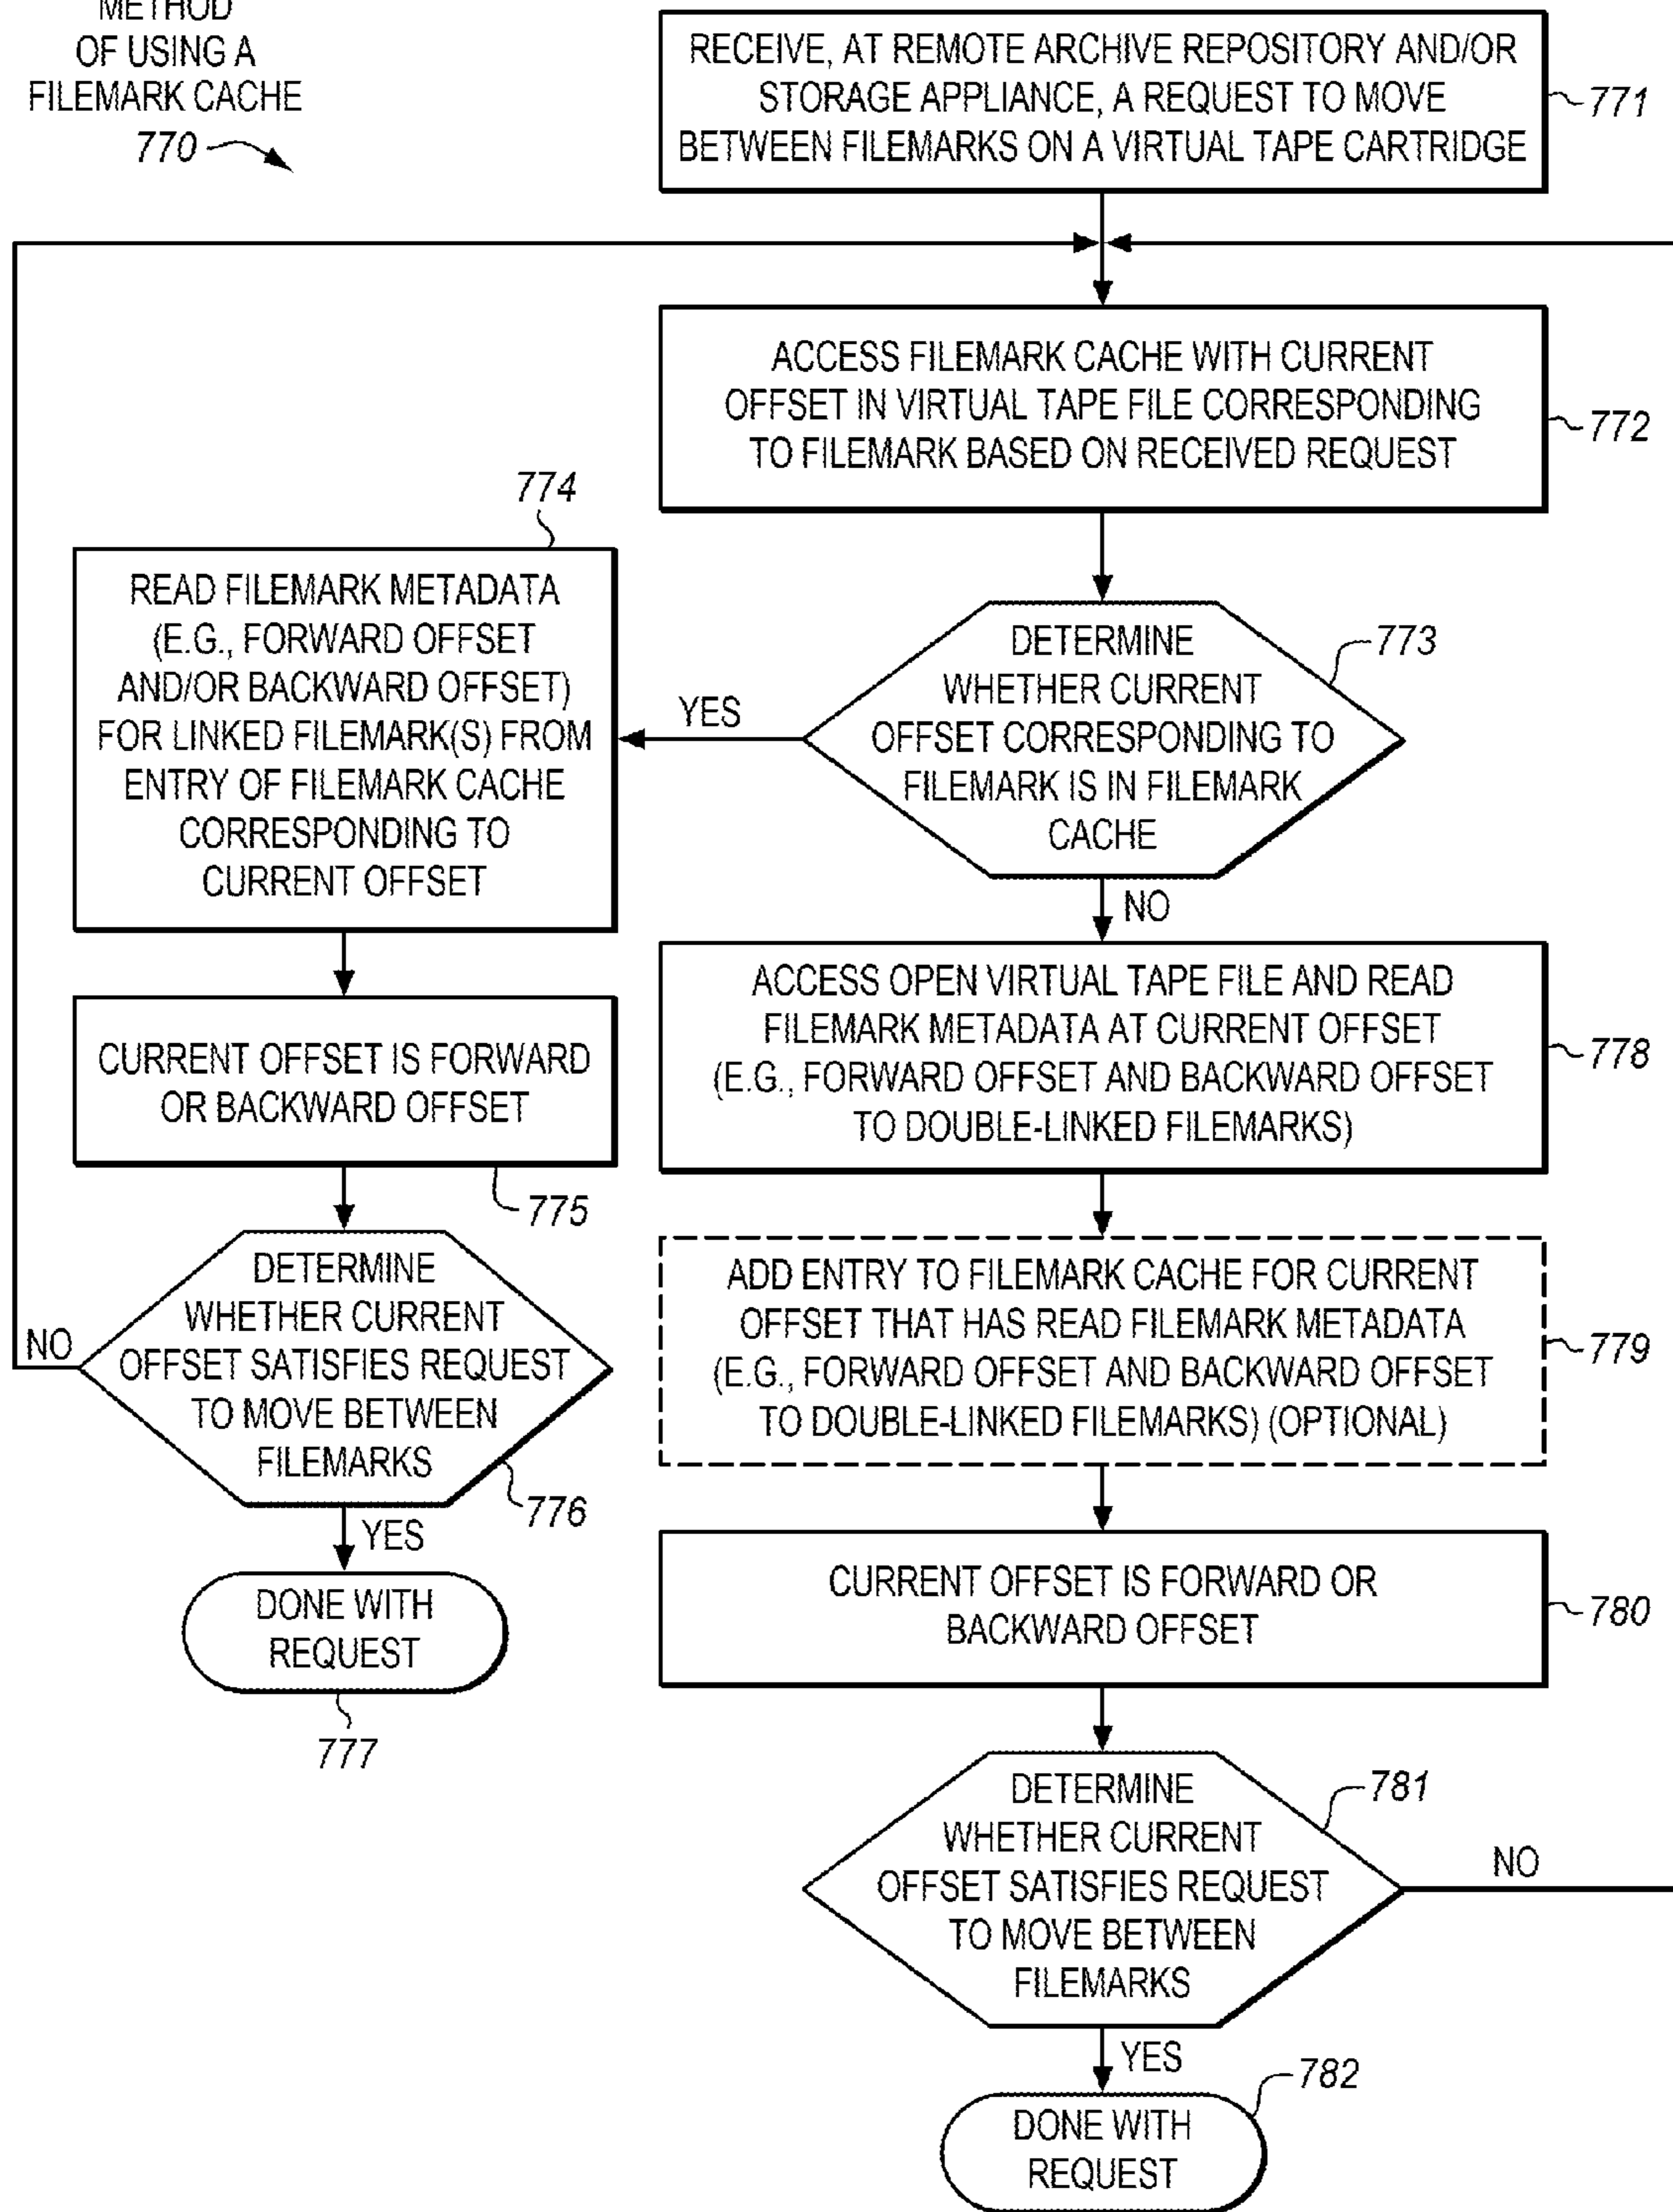 METHOD
OF USING A
FILEMARK CACHE
770
RECEIVE, AT REMOTE ARCHIVE REPOSITORY AND/OR
STORAGE APPLIANCE, A REQUEST TO MOVE
BETWEEN FILEMARKS ON A VIRTUAL TAPE CARTRIDGE
771
ACCESS FILEMARK CACHE WITH CURRENT
OFFSET IN VIRTUAL TAPE FILE CORRESPONDING
TO FILEMARK BASED ON RECEIVED REQUEST
772
DETERMINE
WHETHER CURRENT
OFFSET CORRESPONDING TO
FILEMARK IS IN FILEMARK
CACHE
773
YES
NO
774
READ FILEMARK METADATA
(E.G., FORWARD OFFSET
AND/OR BACKWARD OFFSET)
FOR LINKED FILEMARK(S) FROM
ENTRY OF FILEMARK CACHE
CORRESPONDING TO
CURRENT OFFSET
CURRENT OFFSET IS FORWARD
OR BACKWARD OFFSET
775
DETERMINE
WHETHER CURRENT
OFFSET SATISFIES REQUEST
TO MOVE BETWEEN
FILEMARKS
776
NO
YES
DONE WITH
REQUEST
777
ACCESS OPEN VIRTUAL TAPE FILE AND READ
FILEMARK METADATA AT CURRENT OFFSET
(E.G., FORWARD OFFSET AND BACKWARD OFFSET
TO DOUBLE-LINKED FILEMARKS)
778
ADD ENTRY TO FILEMARK CACHE FOR CURRENT
OFFSET THAT HAS READ FILEMARK METADATA
(E.G., FORWARD OFFSET AND BACKWARD OFFSET
TO DOUBLE-LINKED FILEMARKS) (OPTIONAL)
779
CURRENT OFFSET IS FORWARD OR
BACKWARD OFFSET
780
DETERMINE
WHETHER CURRENT
OFFSET SATISFIES REQUEST
TO MOVE BETWEEN
FILEMARKS
781
NO
YES
DONE WITH
REQUEST
782